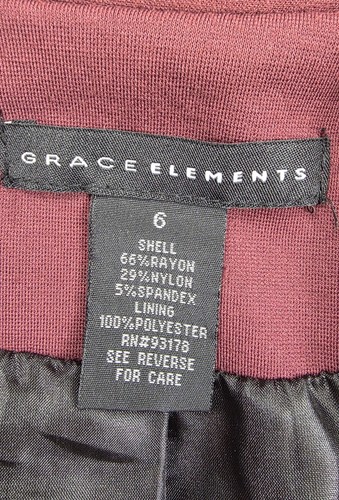 GRACE ELEMENTS
6
SHELL
66%RAYON
29%NYLON
5%SPANDEX
LINING
100%POLYESTER
RN#93178
SEE REVERSE
FOR CARE